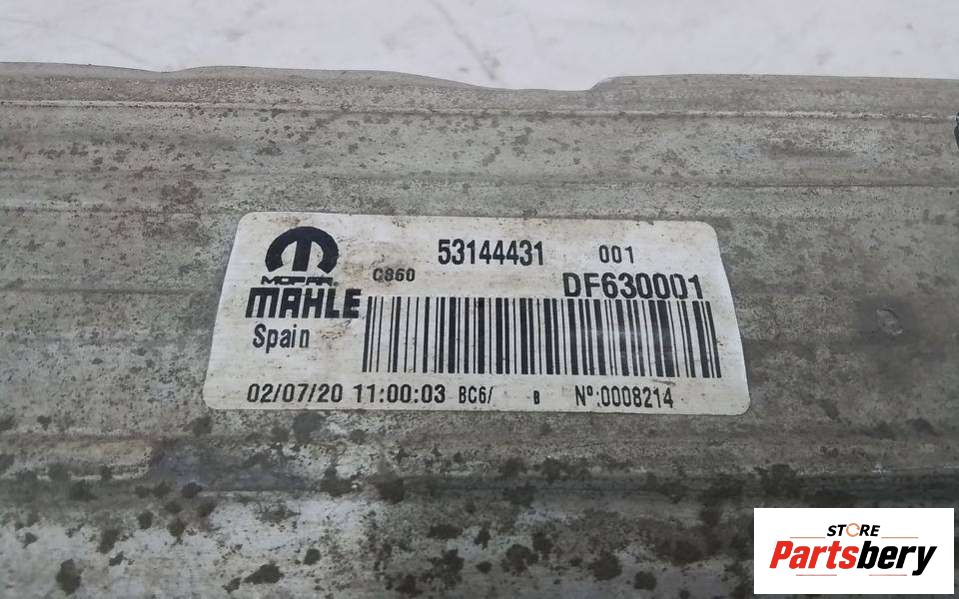 53144431 001
MOPAR
C860 DF630001
MAHLE
Spain
02/07/20 11:00:03 BC6/ B Nº:0008214
STORE
Partsbery